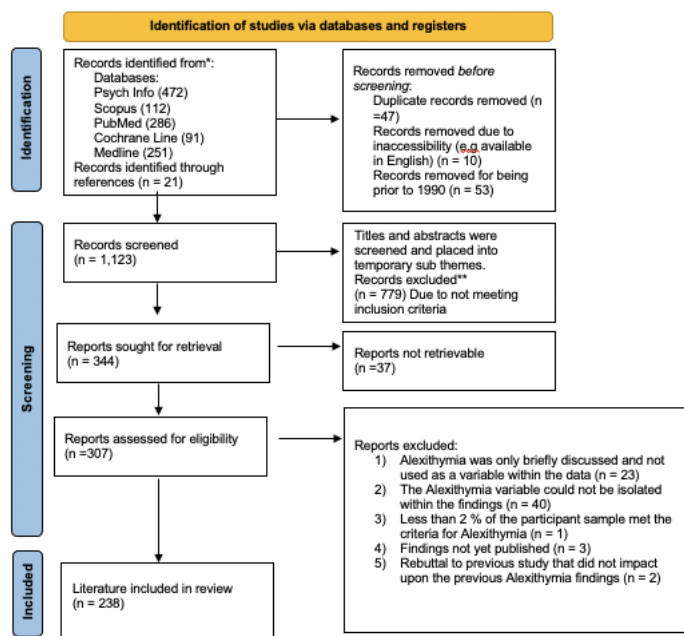 Identification of studies via databases and registers
Identification
Records identified from*:
Databases:
Psych Info (472)
Scopus (112)
PubMed (286)
Cochrane Line (91)
Medline (251)
Records identified through
references (n = 21)
Records removed before
screening:
Duplicate records removed (n
=47)
Records removed due to
inaccessibility (e.g available
in English) (n = 10)
Records removed for being
prior to 1990 (n = 53)
Screening
Records screened
(n = 1,123)
Titles and abstracts were
screened and placed into
temporary sub themes.
Records excluded**
(n = 779) Due to not meeting
inclusion criteria
Reports sought for retrieval
(n = 344)
Reports not retrievable
(n =37)
Reports assessed for eligibility
(n =307)
Reports excluded:
1) Alexithymia was only briefly discussed and not
used as a variable within the data (n = 23)
2) The Alexithymia variable could not be isolated
within the findings (n = 40)
3) Less than 2 % of the participant sample met the
criteria for Alexithymia (n = 1)
4) Findings not yet published (n = 3)
5) Rebuttal to previous study that did not impact
upon the previous Alexithymia findings (n = 2)
Included
Literature included in review
(n = 238)